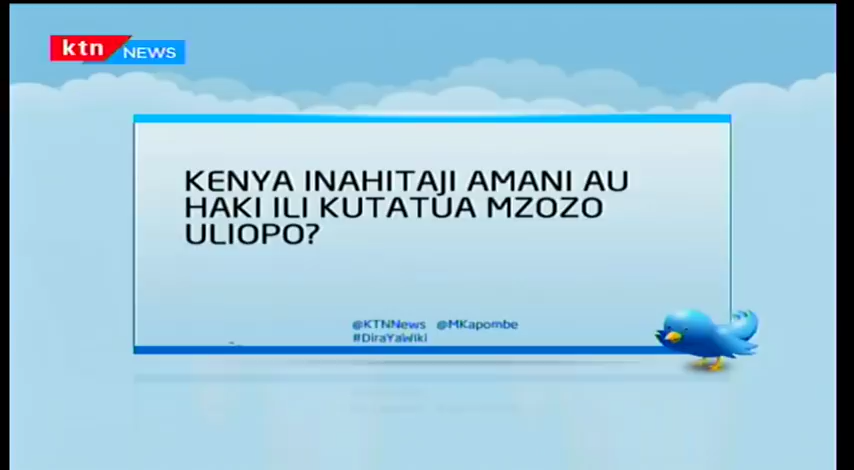 ktn NEWS
KENYA INAHITAJI AMANI AU
HAKI ILI KUTATUA MZOZO
ULIOPO?
@KTNNews @MKapombe
#DiraYaWiki